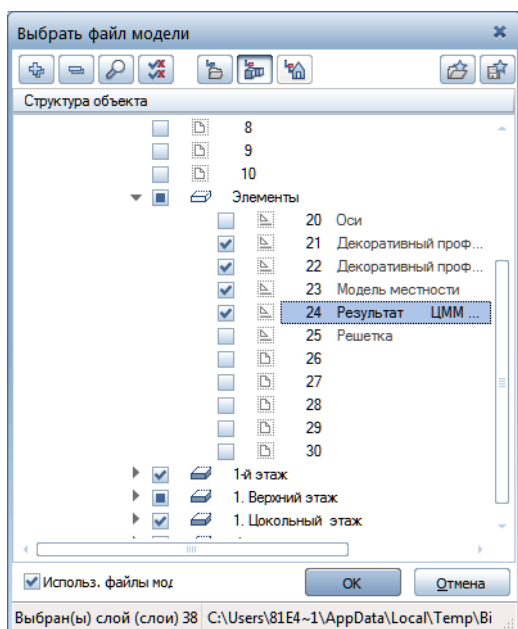 Выбрать файл модели
Структура объекта
8
9
10
Элементы
20 Оси
21 Декоративный проф...
22 Декоративный проф...
23 Модель местности
24 Результат ЦММ ...
25 Решетка
26
27
28
29
30
1-й этаж
1. Верхний этаж
1. Цокольный этаж
Использ. файлы мод
OK Отмена
Выбран(ы) слой (слои) 38 C:\Users\81E4~1\AppData\Local\Temp\Bi